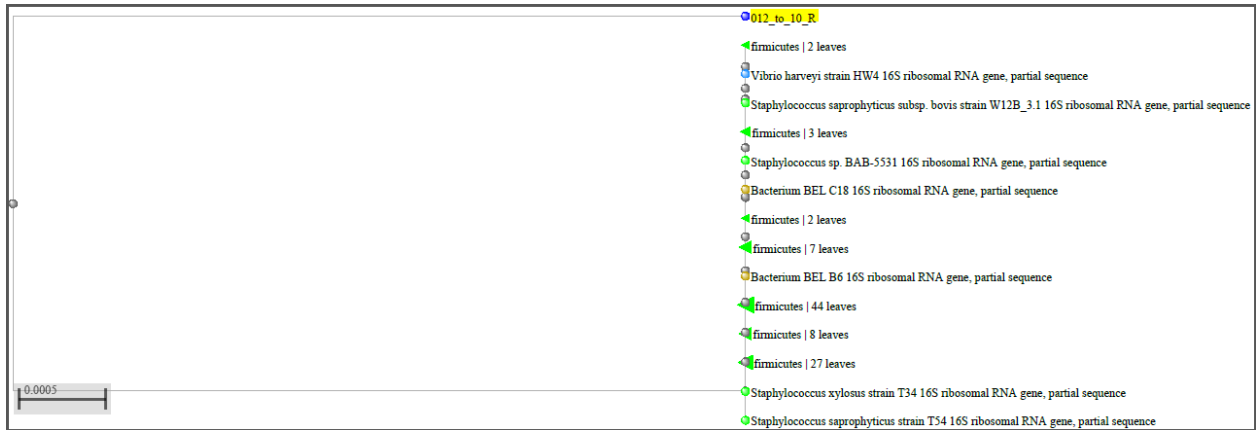 012_to_10_R
firmicutes | 2 leaves
Vibrio harveyi strain HW4 16S ribosomal RNA gene, partial sequence
Staphylococcus saprophyticus subsp. bovis strain W12B_3.1 16S ribosomal RNA gene, partial sequence
firmicutes | 3 leaves
Staphylococcus sp. BAB-5531 16S ribosomal RNA gene, partial sequence
Bacterium BEL C18 16S ribosomal RNA gene, partial sequence
firmicutes | 2 leaves
firmicutes | 7 leaves
Bacterium BEL B6 16S ribosomal RNA gene, partial sequence
firmicutes | 44 leaves
firmicutes | 8 leaves
firmicutes | 27 leaves
0.0005
Staphylococcus xylosus strain T34 16S ribosomal RNA gene, partial sequence
Staphylococcus saprophyticus strain T54 16S ribosomal RNA gene, partial sequence